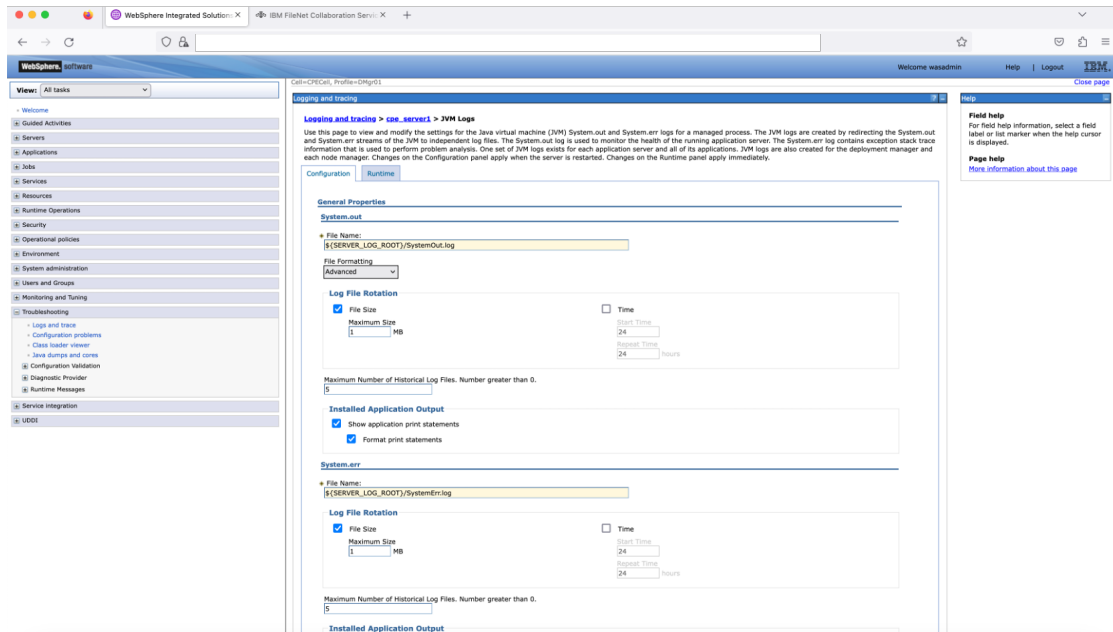 WebSphere Integrated Solutions
IBM FileNet Collaboration Servic
WebSphere. software
Welcome wasadmin
Help | Logout
IBM.
View: All tasks
Cell=CPECell, Profile=DMgr01
Close page
Welcome
Guided Activities
Servers
Applications
Jobs
Services
Resources
Runtime Operations
Security
Operational policies
Environment
System administration
Users and Groups
Monitoring and Tuning
Troubleshooting
Logs and trace
Configuration problems
Class loader viewer
Java dumps and cores
Configuration Validation
Diagnostic Provider
Runtime Messages
Service integration
UDDI
Logging and tracing
Logging and tracing > cpe_server1 > JVM Logs
Use this page to view and modify the settings for the Java virtual machine (JVM) System.out and System.err logs for a managed process. The JVM logs are created by redirecting the System.out
and System.err streams of the JVM to independent log files. The System.out log is used to monitor the health of the running application server. The System.err log contains exception stack trace
information that is used to perform problem analysis. One set of JVM logs exists for each application server and all of its applications. JVM logs are also created for the deployment manager and
each node manager. Changes on the Configuration panel apply when the server is restarted. Changes on the Runtime panel apply immediately.
Configuration
Runtime
General Properties
System.out
File Name:
${SERVER_LOG_ROOT}/SystemOut.log
File Formatting
Advanced
Log File Rotation
File Size
Maximum Size
1 MB
Time
Start Time
24
Repeat Time
24 hours
Maximum Number of Historical Log Files. Number greater than 0.
5
Installed Application Output
Show application print statements
Format print statements
System.err
File Name:
${SERVER_LOG_ROOT}/SystemErr.log
Log File Rotation
File Size
Maximum Size
1 MB
Time
Start Time
24
Repeat Time
24 hours
Maximum Number of Historical Log Files. Number greater than 0.
5
Installed Application Output
Help
Field help
For field help information, select a field
label or list marker when the help cursor
is displayed.
Page help
More information about this page